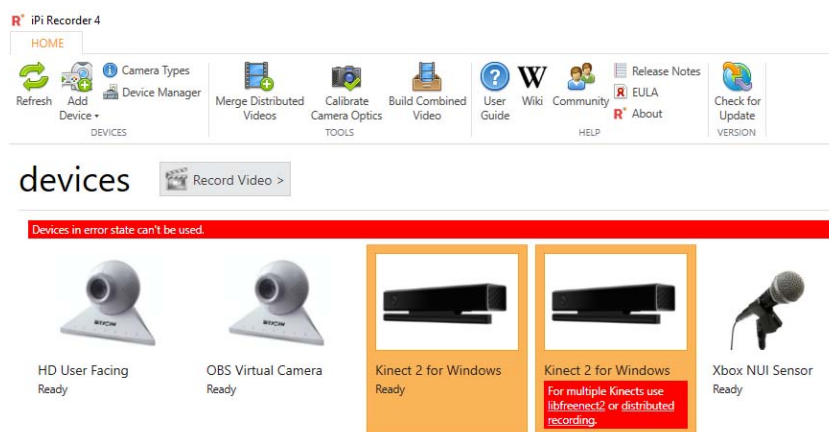 R* iPi Recorder 4
HOME
Refresh
Add
Device
Camera Types
Device Manager
DEVICES
Merge Distributed
Videos
Calibrate
Camera Optics
Build Combined
Video
TOOLS
User
Guide
W
Wiki
Community
Release Notes
R EULA
R* About
HELP
Check for
Update
VERSION
devices
Record Video >
Devices in error state can't be used.
HD User Facing
Ready
OBS Virtual Camera
Ready
Kinect 2 for Windows
Ready
Kinect 2 for Windows
For multiple Kinects use
libfreenect2 or distributed
recording.
Xbox NUI Sensor
Ready